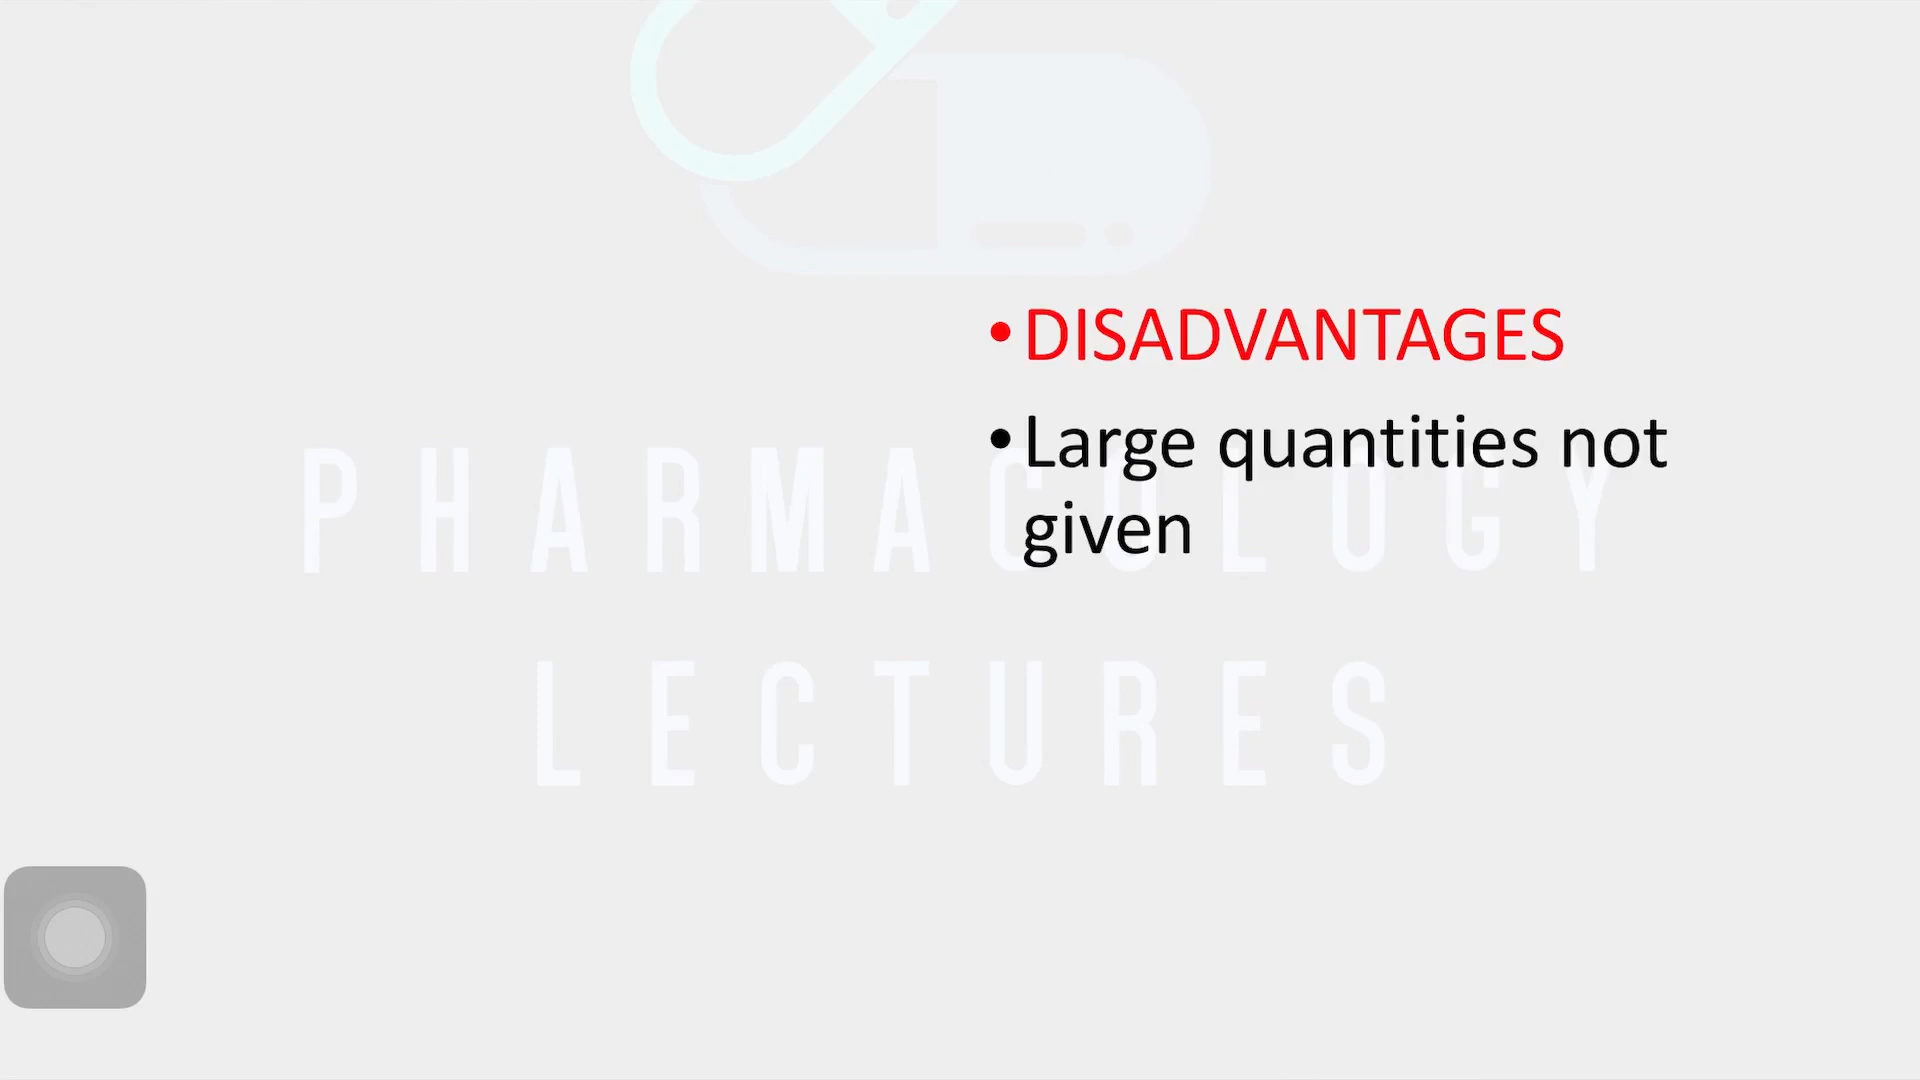 • DISADVANTAGES
• Large quantities not
given
PHARMACOLOGY
LECTURES